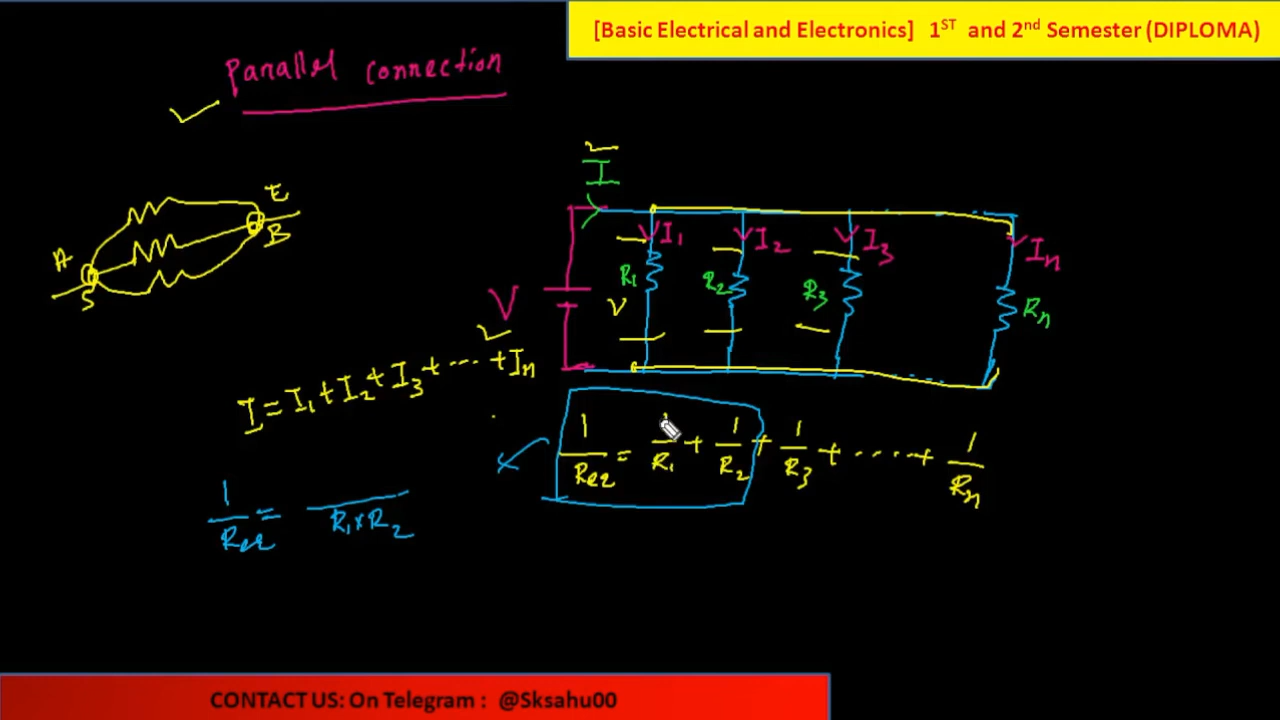 [Basic Electrical and Electronics] 1ST and 2nd Semester (DIPLOMA)
Parallel connection
I
E
A
B
S
V
I1 I2 I3 In
R1 R2 R3 Rn
V
I = I1 + I2 + I3 + ---- + In
1/Req = 1/R1 + 1/R2 + 1/R3 + ..... + 1/Rn
1/Req = /R1 × R2
CONTACT US: On Telegram : @Sksahu00